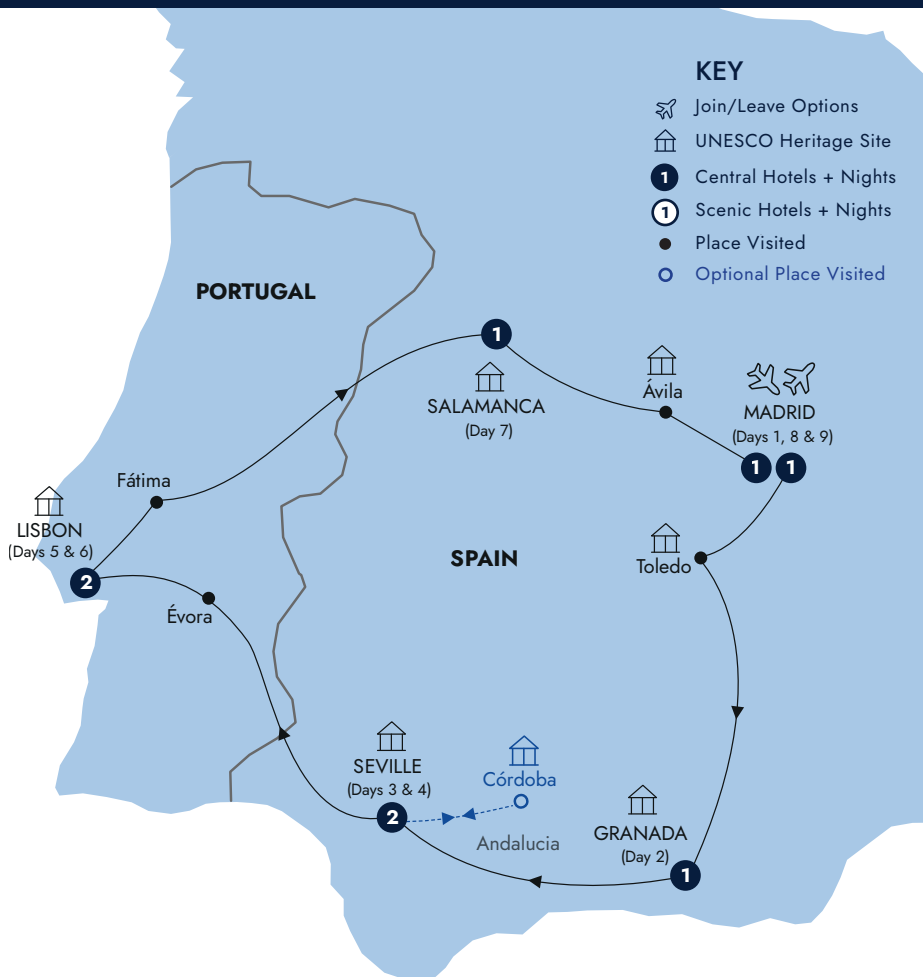 KEY
Join/Leave Options
UNESCO Heritage Site
1 Central Hotels + Nights
1 Scenic Hotels + Nights
Place Visited
Optional Place Visited
PORTUGAL
1
SALAMANCA
(Day 7)
Ávila
MADRID
(Days 1, 8 & 9)
1 1
Fátima
LISBON
(Days 5 & 6)
2
Évora
SPAIN
Toledo
SEVILLE
(Days 3 & 4)
2
Córdoba
Andalucia
GRANADA
(Day 2)
1